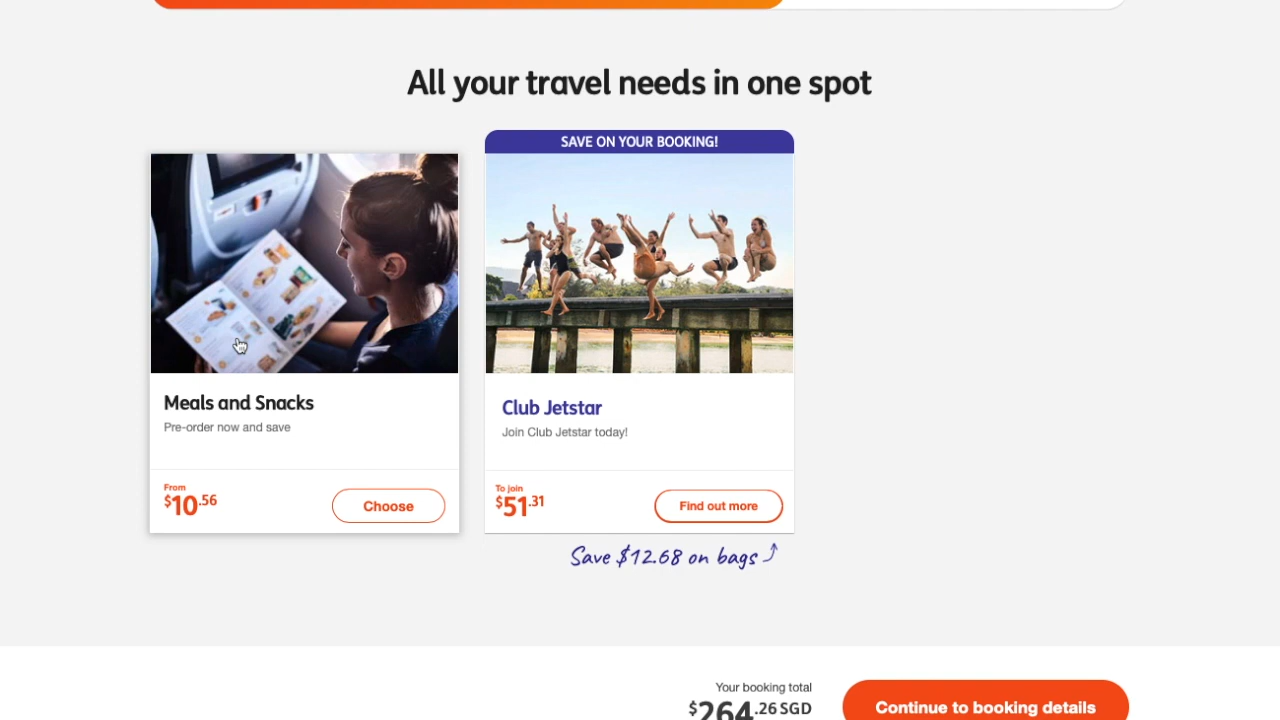 All your travel needs in one spot
SAVE ON YOUR BOOKING!
Meals and Snacks
Pre-order now and save
From
$10.56
Choose
Club Jetstar
Join Club Jetstar today!
To join
$51.31
Find out more
Save $12.68 on bags
Your booking total
$264.26 SGD
Continue to booking details